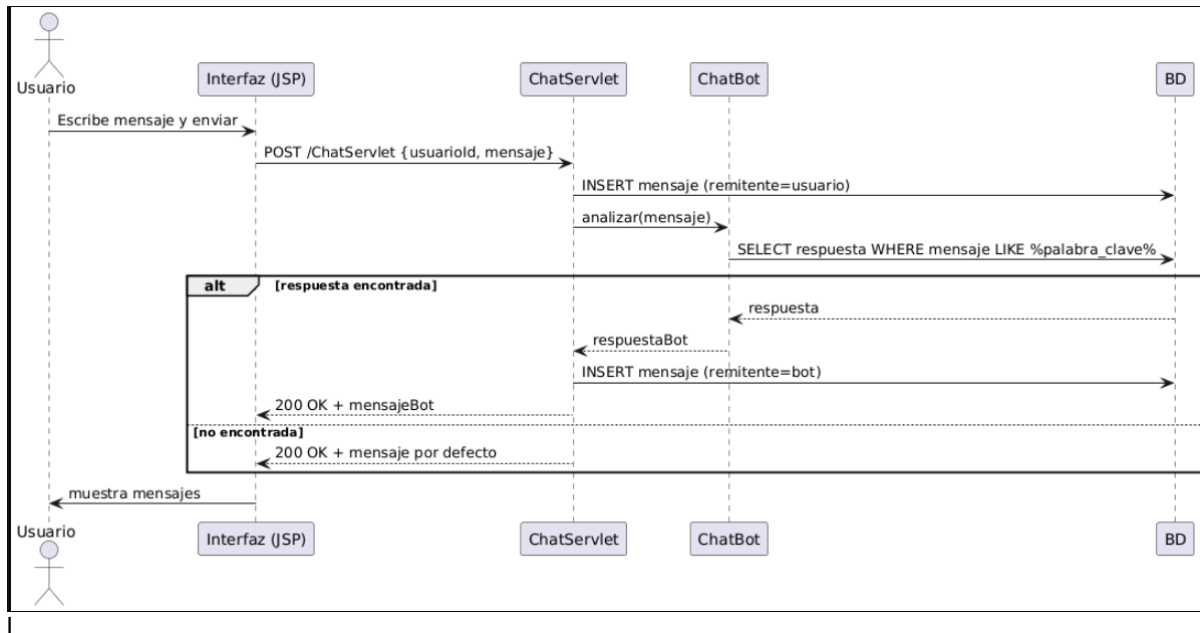 Usuario
Interfaz (JSP)
ChatServlet
ChatBot
BD
Escribe mensaje y enviar
POST /ChatServlet {usuarioId, mensaje}
INSERT mensaje (remitente=usuario)
analizar(mensaje)
SELECT respuesta WHERE mensaje LIKE %palabra_clave%
alt
[respuesta encontrada]
respuesta
respuestaBot
INSERT mensaje (remitente=bot)
200 OK + mensajeBot
[no encontrada]
200 OK + mensaje por defecto
muestra mensajes
Usuario
Interfaz (JSP)
ChatServlet
ChatBot
BD